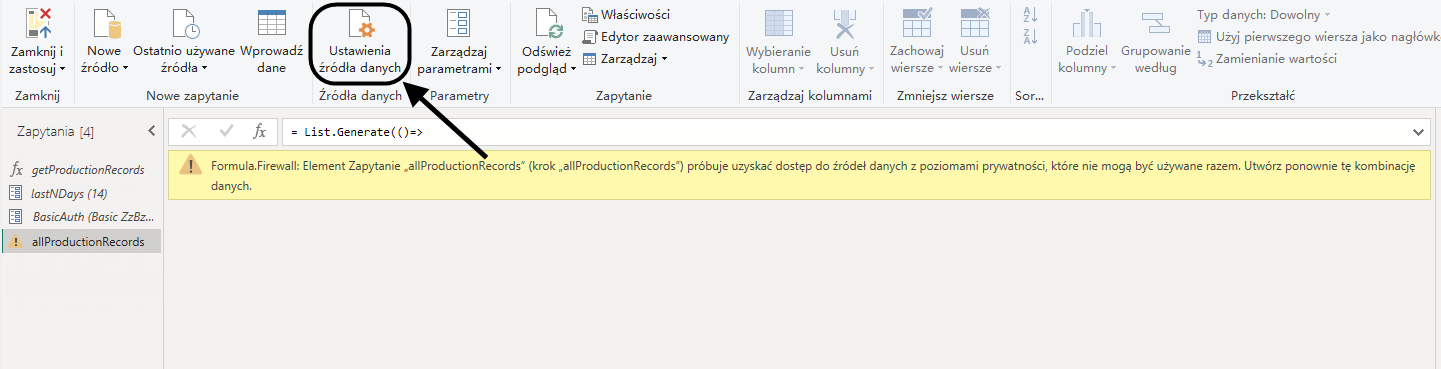 Zamknij i
zastosuj
Nowe
źródło
Ostatnio używane
źródła
Wprowadź
dane
Ustawienia
źródła danych
Zarządzaj
parametrami
Odśwież
podgląd
Właściwości
Edytor zaawansowany
Zarządzaj
Wybieranie
kolumn
Usuń
kolumny
Zachowaj
wiersze
Usuń
wiersze
A
Z
Z
A
Podziel
kolumny
Grupowanie
według
Typ danych: Dowolny
Użyj pierwszego wiersza jako nagłówk
1
2
Zamienianie wartości
Zamknij
Nowe zapytanie
Źródła danych
Parametry
Zapytanie
Zarządzaj kolumnami
Zmniejsz wiersze
Sor...
Przekształć
Zapytania [4]
fx
= List.Generate(()=>
Formula.Firewall: Element Zapytanie „allProductionRecords” (krok „allProductionRecords”) próbuje uzyskać dostęp do źródeł danych z poziomami prywatności, które nie mogą być używane razem. Utwórz ponownie tę kombinację
danych.
fx getProductionRecords
lastNDays (14)
BasicAuth (Basic ZzBz...
allProductionRecords